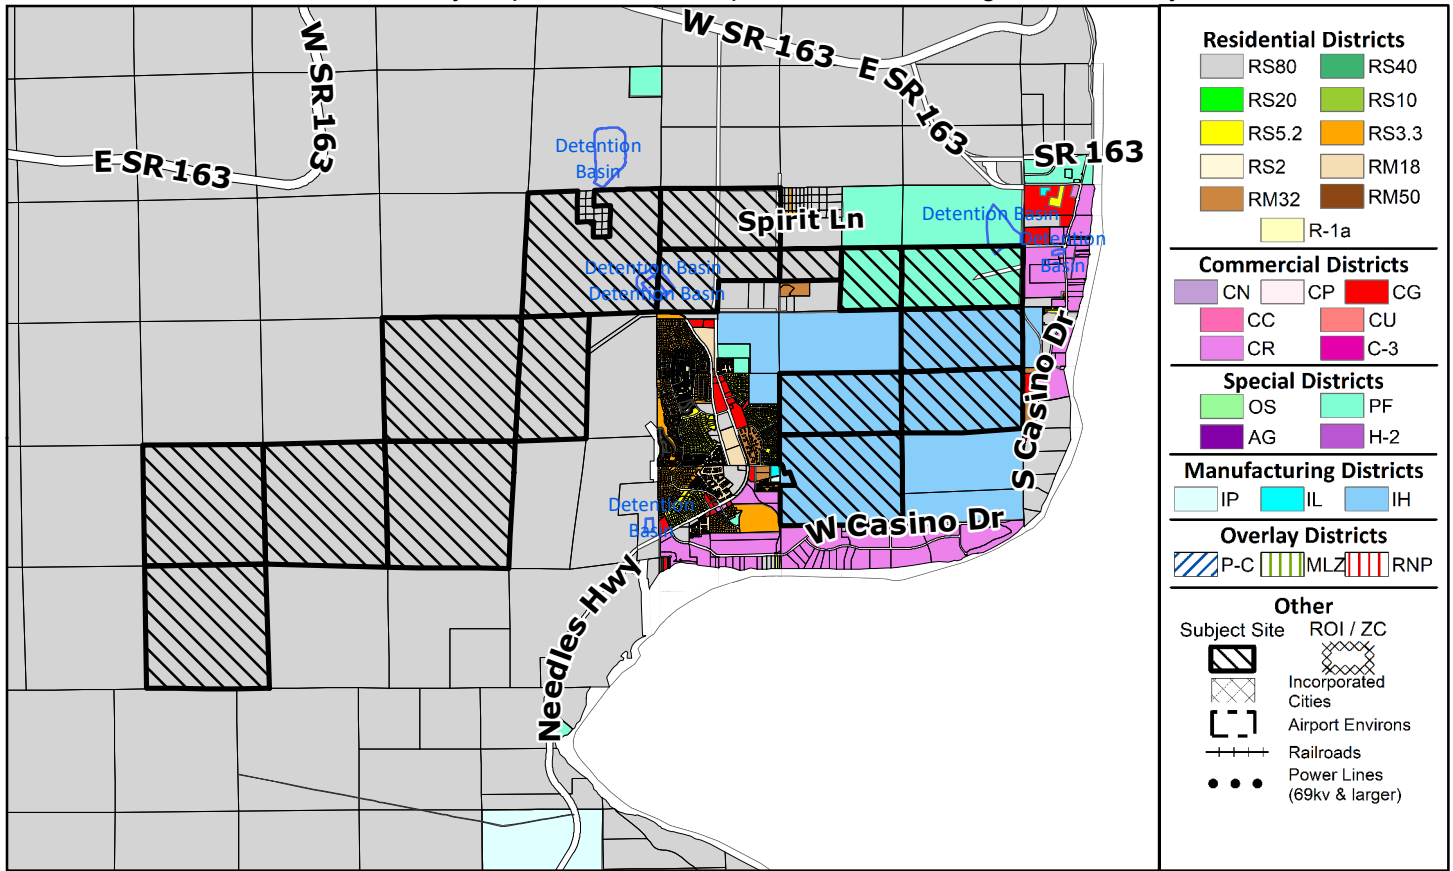 W SR 163
W SR 163
E SR 163
E SR 163
SR 163
Detention
Basin
Spirit Ln
Detention Basin
Detention
Basin
Detention Basin
Detention Basin
S Casino Dr
Detention
Basin
W Casino Dr
Needles Hwy
Residential Districts
RS80 RS40
RS20 RS10
RS5.2 RS3.3
RS2 RM18
RM32 RM50
R-1a
Commercial Districts
CN CP CG
CC CU
CR C-3
Special Districts
OS PF
AG H-2
Manufacturing Districts
IP IL IH
Overlay Districts
P-C MLZ RNP
Other
Subject Site ROI / ZC
Incorporated
Cities
Airport Environs
Railroads
Power Lines
(69kv & larger)